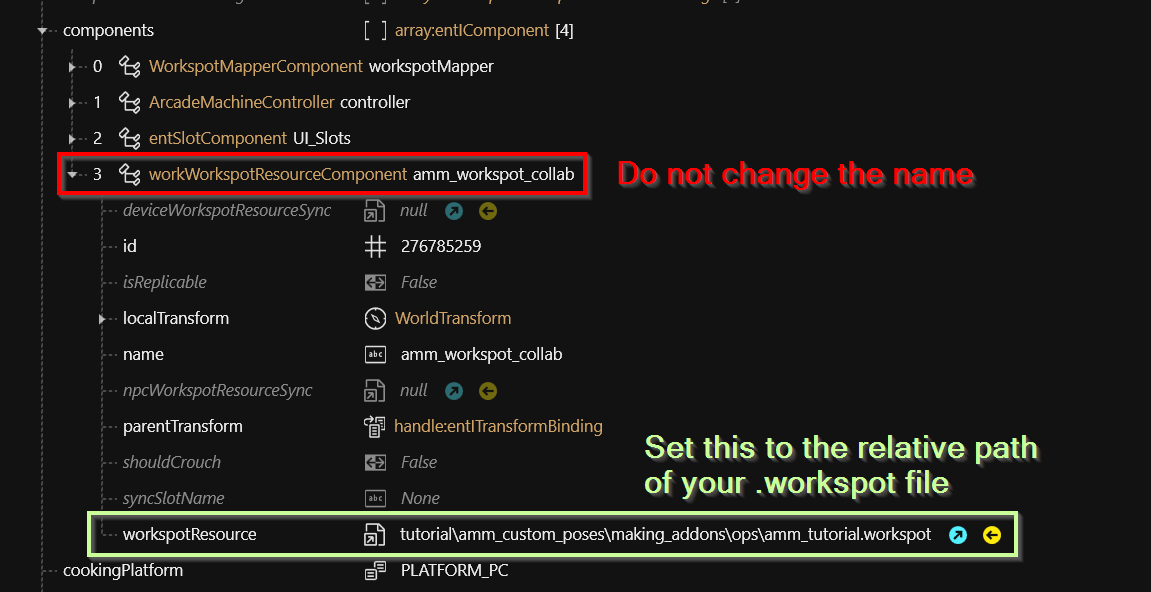 components [ ] array:entIComponent [4]
0 WorkspotMapperComponent workspotMapper
1 ArcadeMachineController controller
2 entSlotComponent UI_Slots
3 workWorkspotResourceComponent amm_workspot_collab
Do not change the name
deviceWorkspotResourceSync null
id 276785259
isReplicable False
localTransform WorldTransform
name abc amm_workspot_collab
npcWorkspotResourceSync null
parentTransform handle:entITransformBinding
Set this to the relative path
of your .workspot file
shouldCrouch False
syncSlotName abc None
workspotResource tutorial\amm_custom_poses\making_addons\ops\amm_tutorial.workspot
cookingPlatform PLATFORM_PC